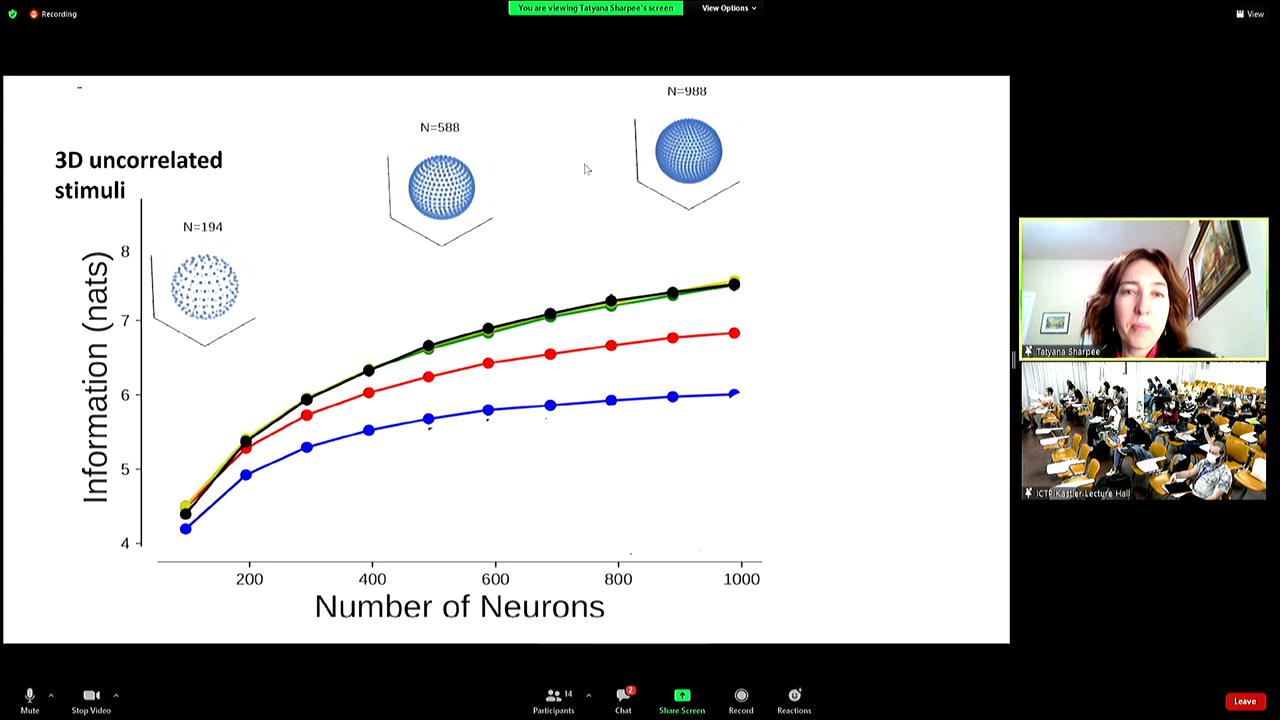 Recording
You are viewing Tatyana Sharpee's screen
View Options
View
N=988
N=588
3D uncorrelated
stimuli
N=194
Information (nats)
8
7
6
5
4
200
400
600
800
1000
Number of Neurons
Tatyana Sharpee
ICTP Kastler Lecture Hall
Mute
Stop Video
14
Participants
2
Chat
Share Screen
Record
Reactions
Leave